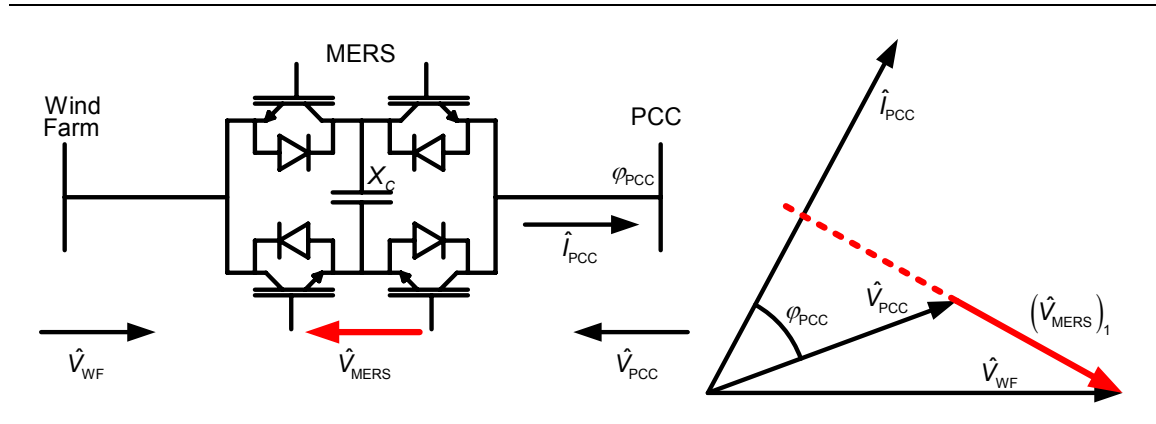 MERS
Wind
Farm
PCC
X_C
φ_PCC
Î_PCC
V̂_WF
V̂_MERS
V̂_PCC
Î_PCC
φ_PCC
V̂_PCC
(V̂_MERS)_1
V̂_WF